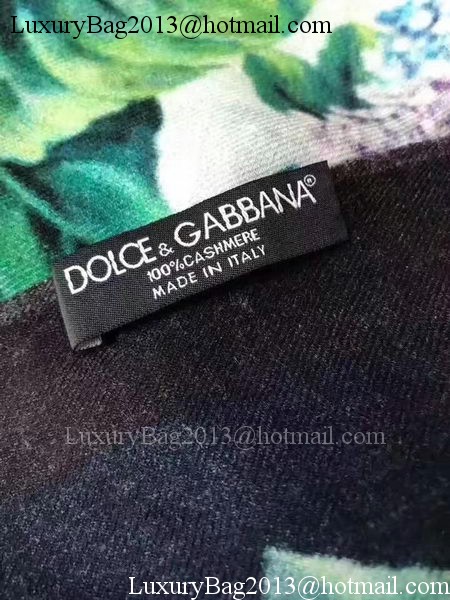 LuxuryBag2013@hotmail.com
DOLCE & GABBANA®
100% CASHMERE
MADE IN ITALY
LuxuryBag2013@hotmail.com
LuxuryBag2013@hotmail.com